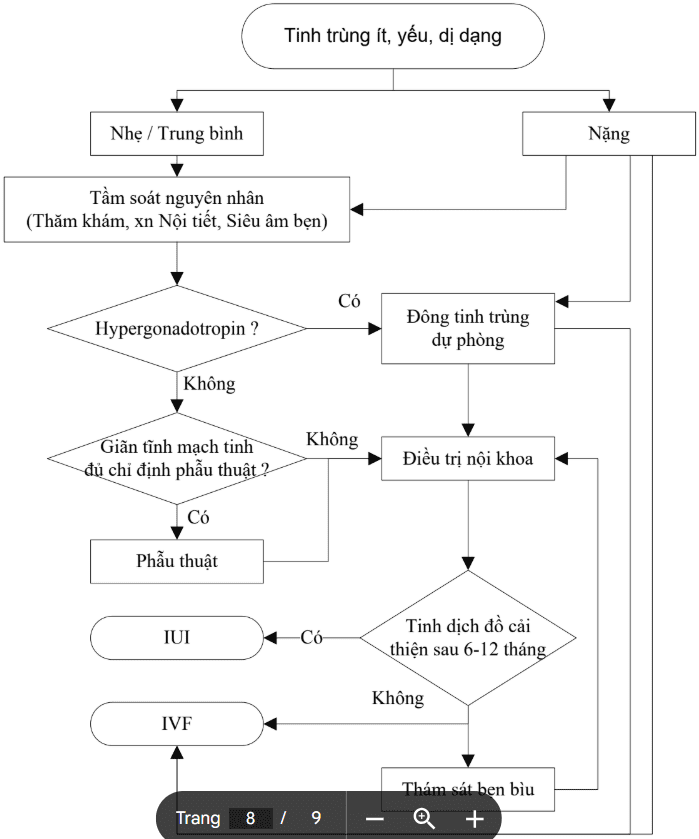 Tinh trùng ít, yếu, dị dạng
Nhẹ / Trung bình
Nặng
Tầm soát nguyên nhân
(Thăm khám, xn Nội tiết, Siêu âm bẹn)
Hypergonadotropin ?
Có
Đông tinh trùng
dự phòng
Không
Giãn tĩnh mạch tinh
đủ chỉ định phẫu thuật ?
Không
Điều trị nội khoa
Có
Phẫu thuật
Tinh dịch đồ cải
thiện sau 6-12 tháng
Có
IUI
Không
IVF
Thám sát bẹn bìu
Trang 8 / 9